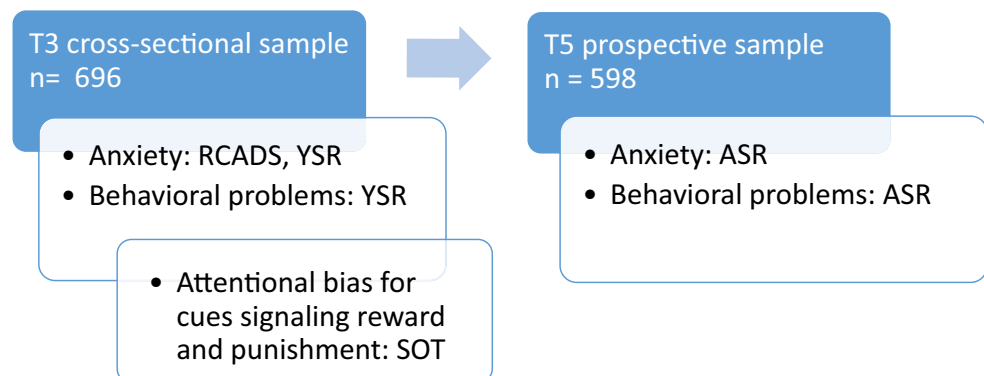 T3 cross-sectional sample
n=  696
• Anxiety: RCADS, YSR
• Behavioral problems: YSR
• Attentional bias for
cues signaling reward
and punishment: SOT
T5 prospective sample
n = 598
• Anxiety: ASR
• Behavioral problems: ASR